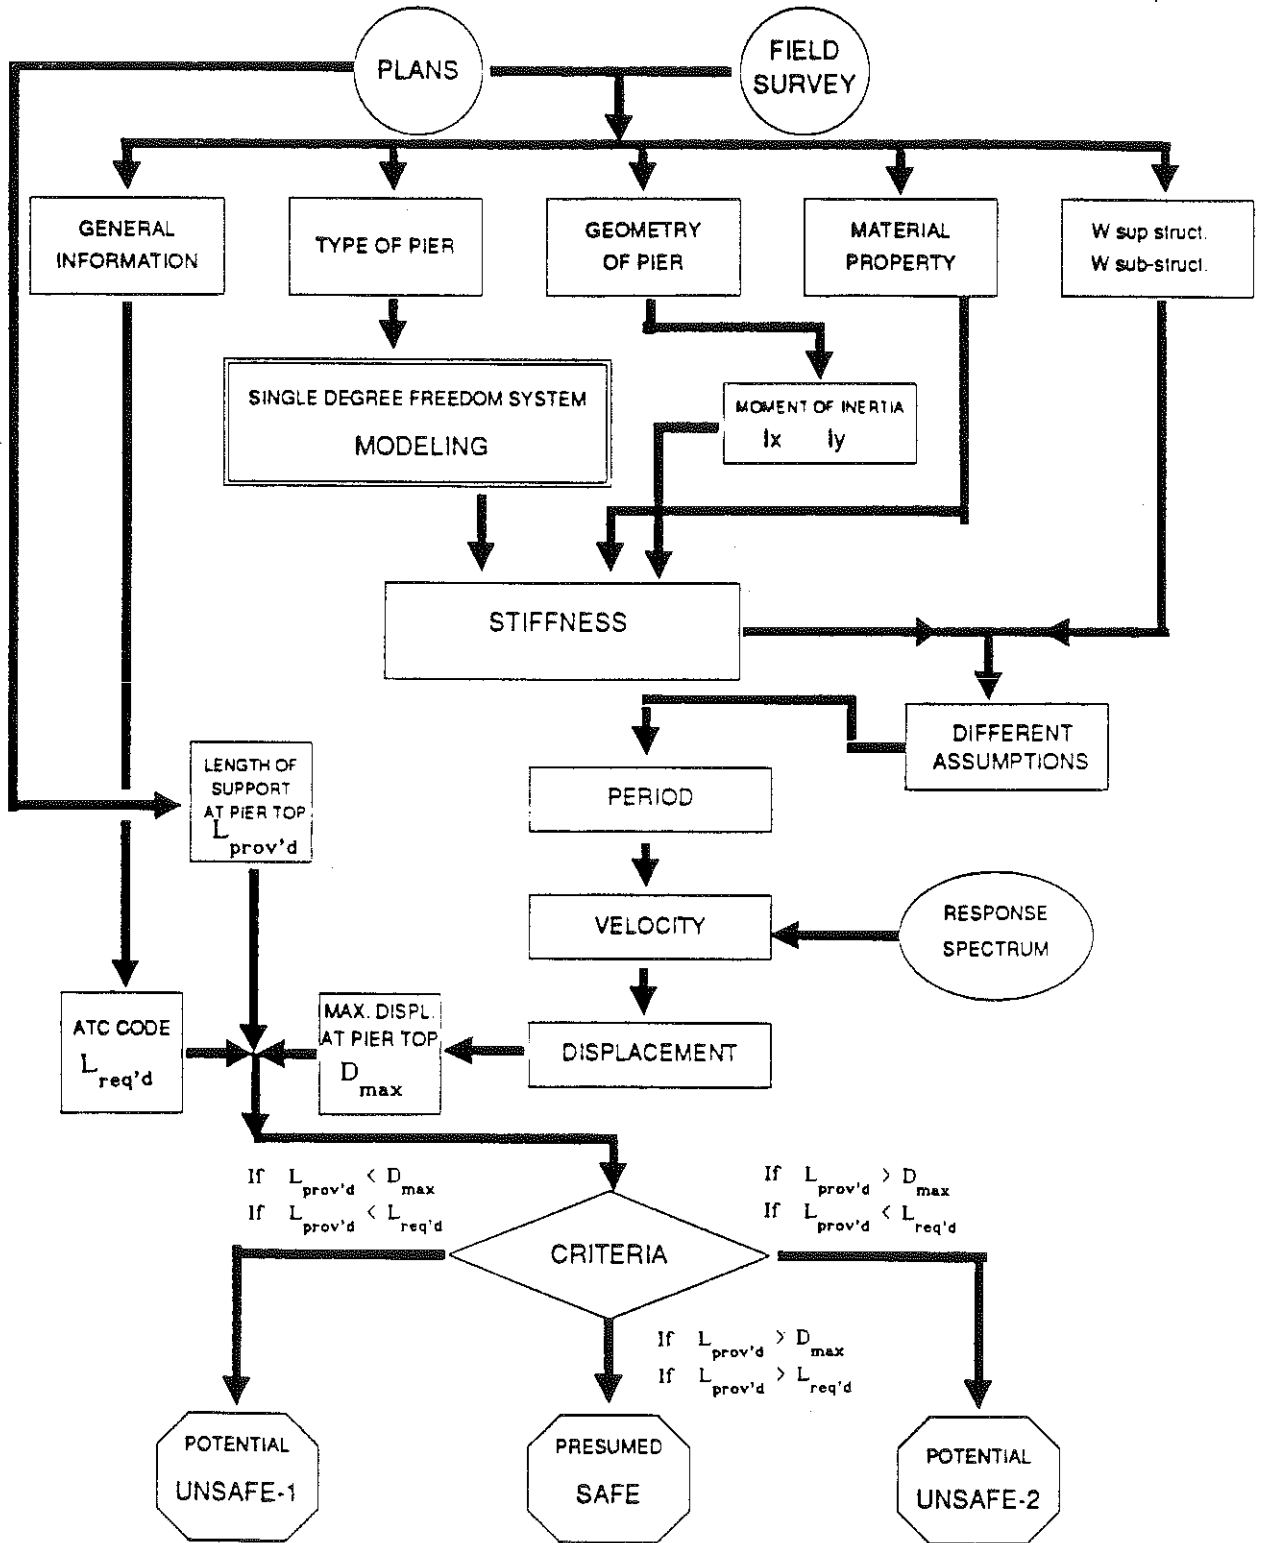 PLANS
FIELD
SURVEY
GENERAL
INFORMATION
TYPE OF PIER
GEOMETRY
OF PIER
MATERIAL
PROPERTY
W sup struct.
W sub-struct.
SINGLE DEGREE FREEDOM SYSTEM
MODELING
MOMENT OF INERTIA
Ix Iy
STIFFNESS
DIFFERENT
ASSUMPTIONS
LENGTH OF
SUPPORT
AT PIER TOP
L prov'd
PERIOD
VELOCITY
RESPONSE
SPECTRUM
ATC CODE
L req'd
MAX. DISPL.
AT PIER TOP
D max
DISPLACEMENT
If L prov'd < D max
If L prov'd < L req'd
If L prov'd > D max
If L prov'd < L req'd
CRITERIA
If L prov'd > D max
If L prov'd > L req'd
POTENTIAL
UNSAFE-1
PRESUMED
SAFE
POTENTIAL
UNSAFE-2